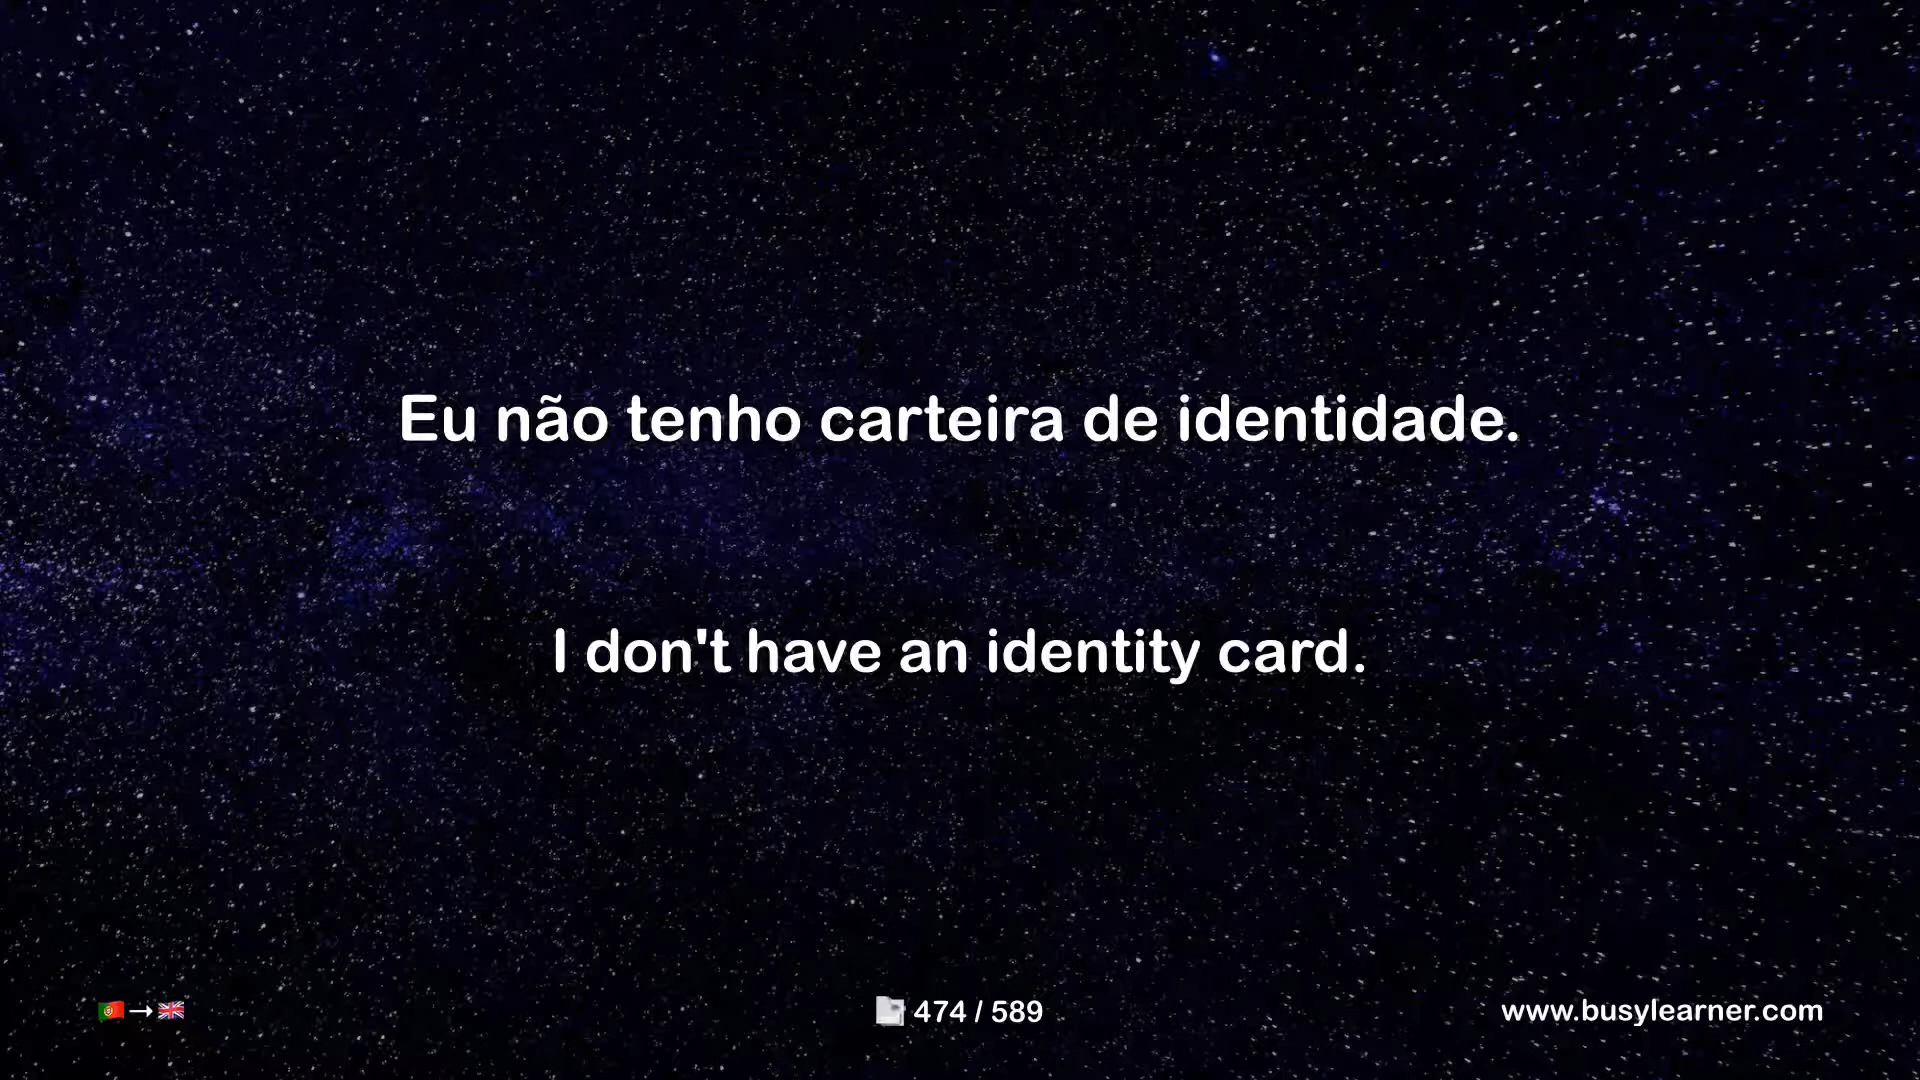 Eu não tenho carteira de identidade.
I don't have an identity card.
→
474 / 589
www.busylearner.com